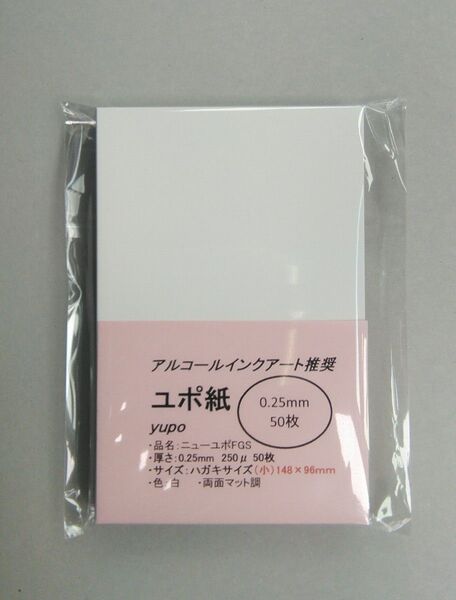 アルコールインクアート推奨
ユポ紙
yupo
0.25mm
50枚
・品名:ニューユポFGS
・厚さ:0.25mm 250μ 50枚
・サイズ:ハガキサイズ(小)148×96mm
・色 白 ・両面マット調